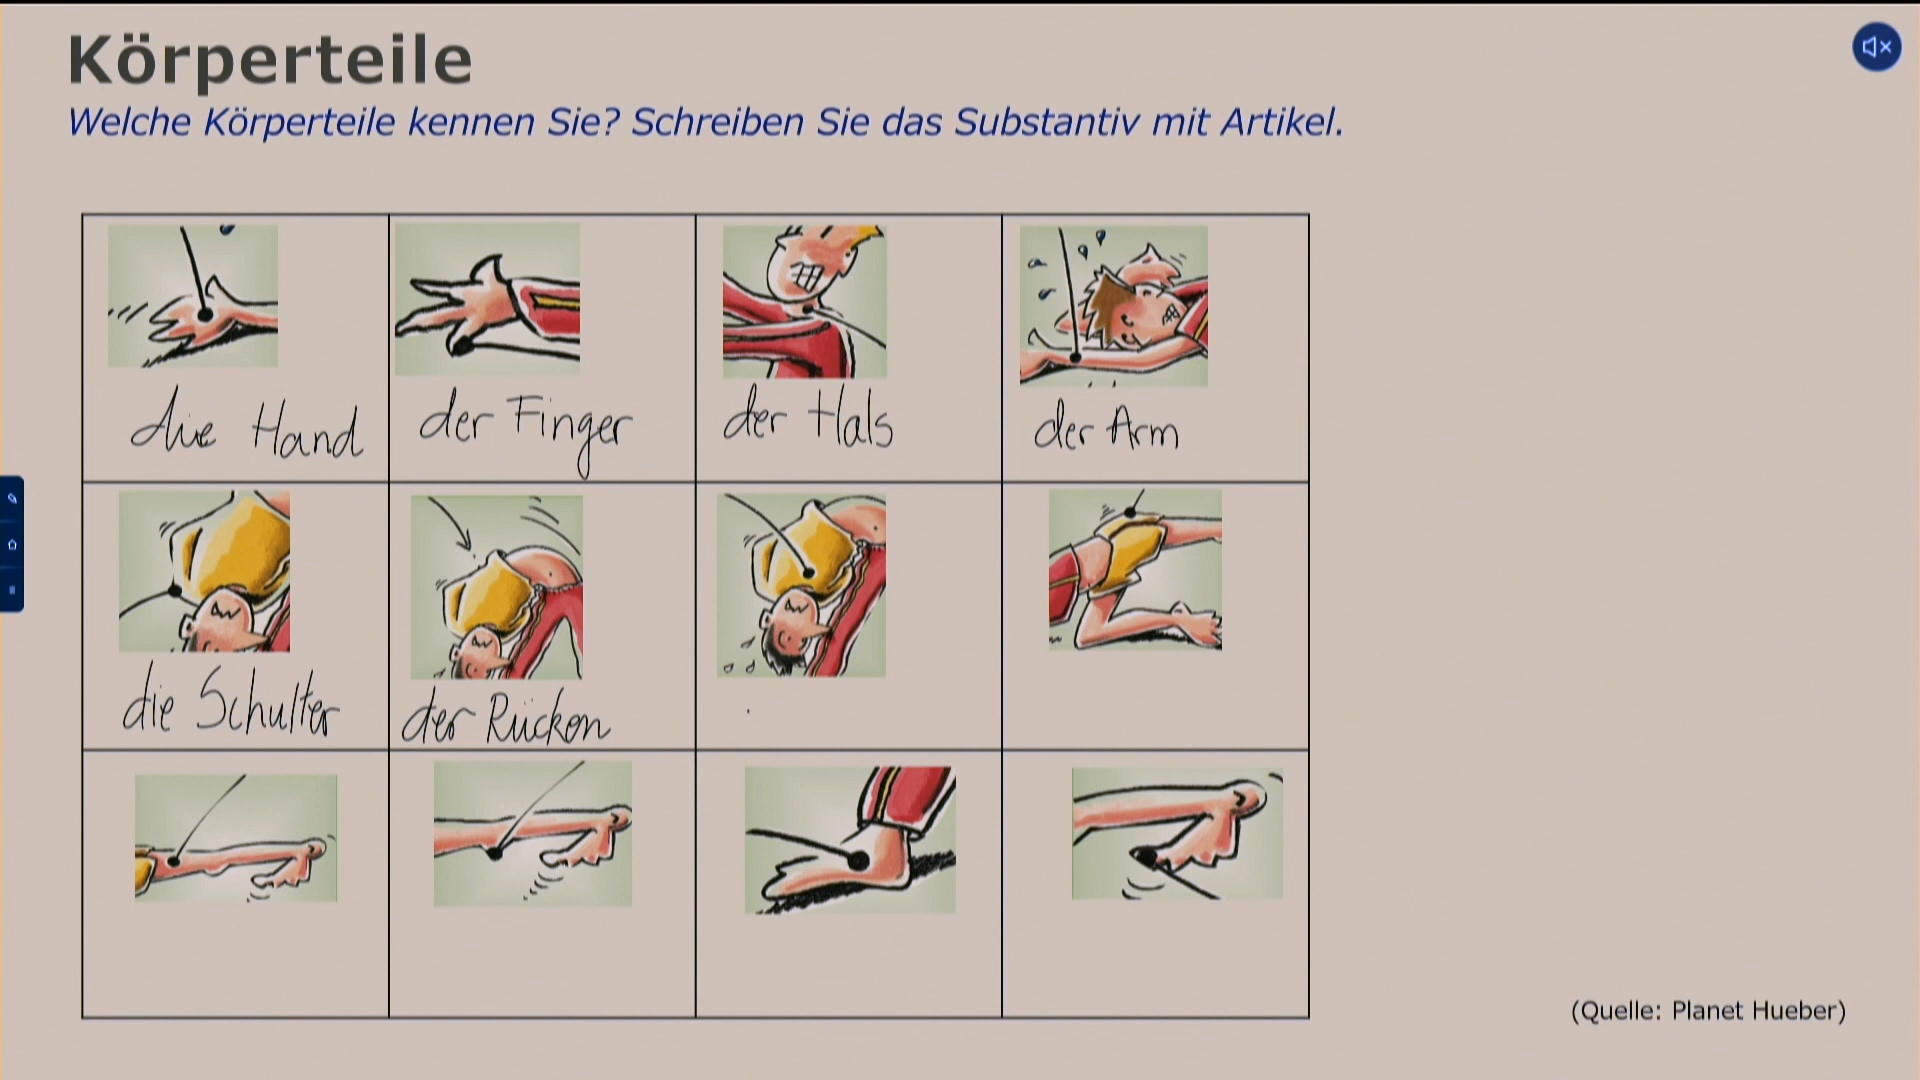 Körperteile
Welche Körperteile kennen Sie? Schreiben Sie das Substantiv mit Artikel.
die Hand
der Finger
der Hals
der Arm
die Schulter
der Rücken
(Quelle: Planet Hueber)